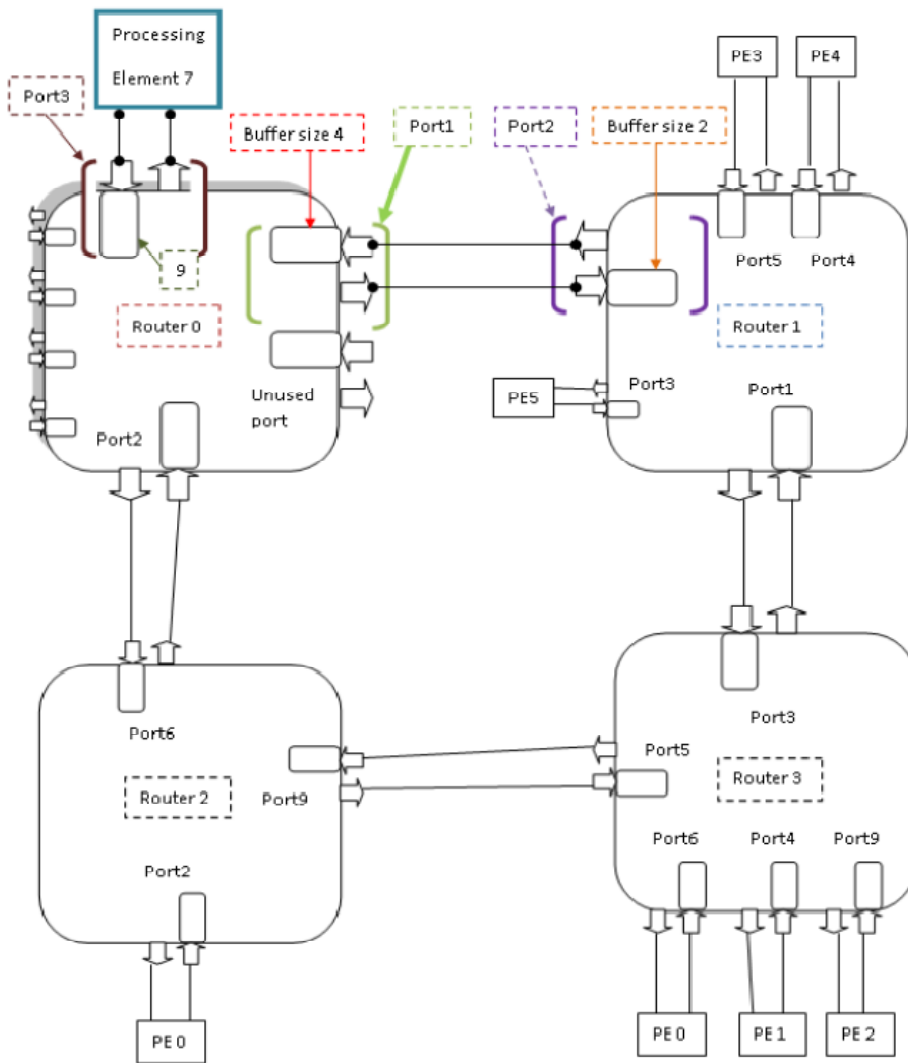 Processing
Element 7
PE3
PE4
Port3
Buffer size 4
Port1
Port2
Buffer size 2
9
Port5
Port4
Router 0
Router 1
Unused
port
Port3
PE5
Port1
Port2
Port6
Port3
Port5
Router 2
Port9
Router 3
Port6
Port4
Port9
Port2
PE 0
PE 0
PE 1
PE 2